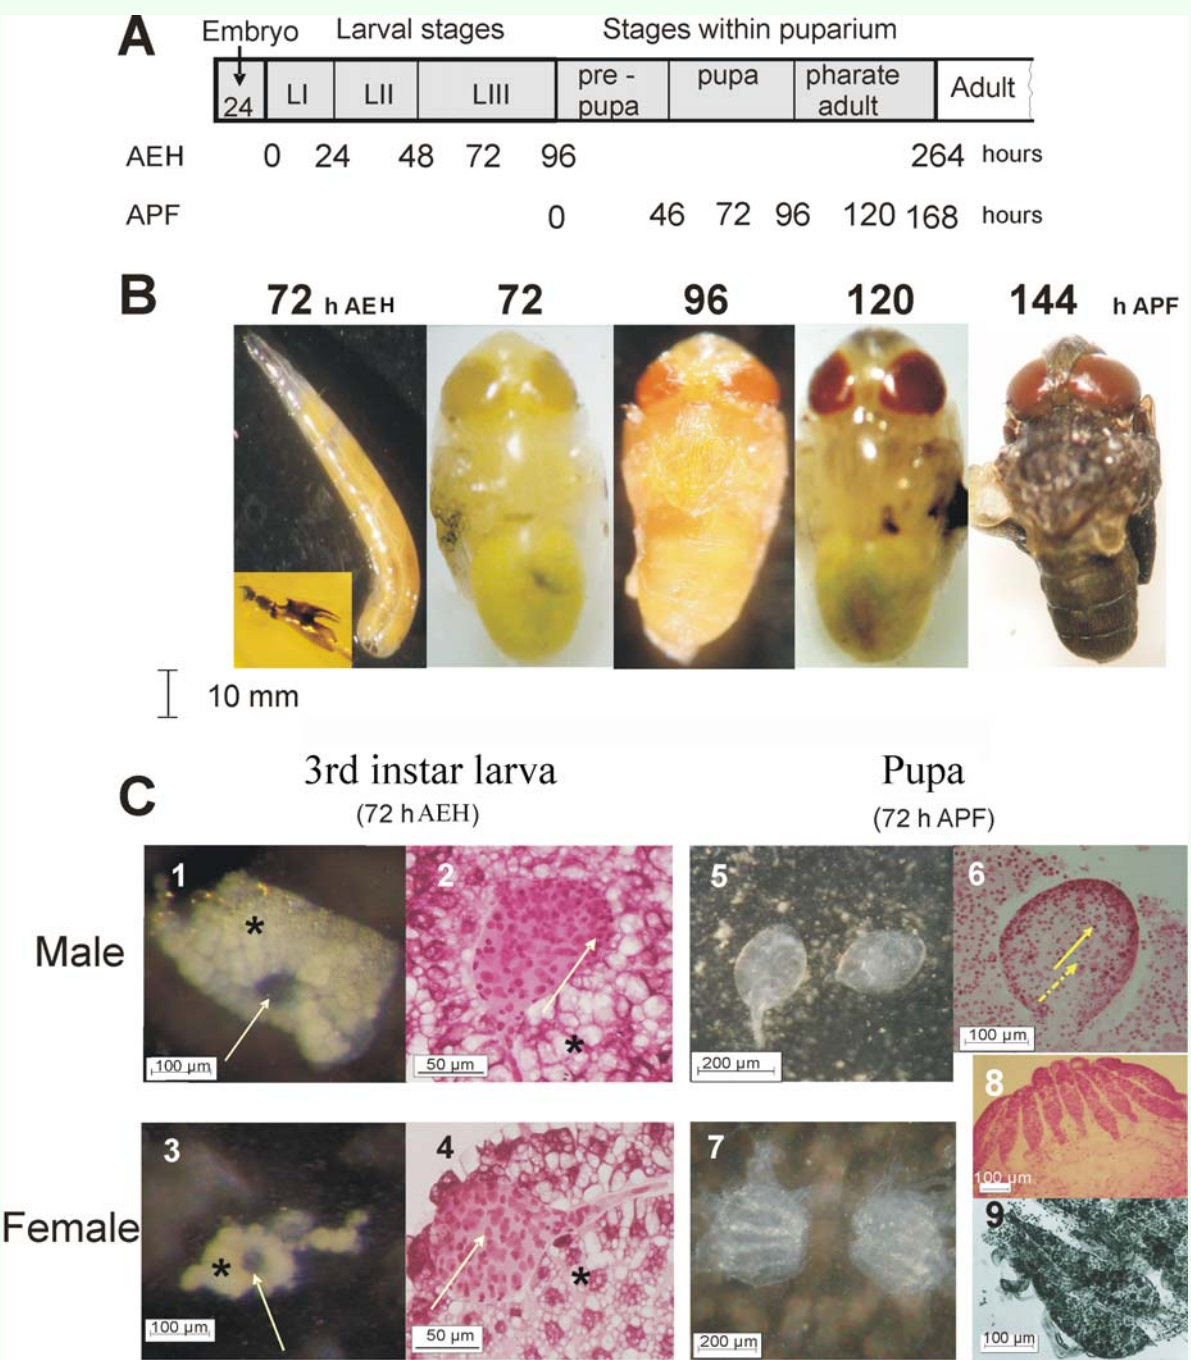 A
Embryo Larval stages Stages within puparium
24 LI LII LIII pre - pupa pupa pharate adult Adult
AEH 0 24 48 72 96 264 hours
APF 0 46 72 96 120 168 hours
B
72 h AEH 72 96 120 144 h APF
10 mm
C
3rd instar larva Pupa
(72 h AEH) (72 h APF)
Male
1 * 100 µm
2 * 50 µm
5 200 µm
6 100 µm
8 100 µm
Female
3 * 100 µm
4 * 50 µm
7 200 µm
9 100 µm